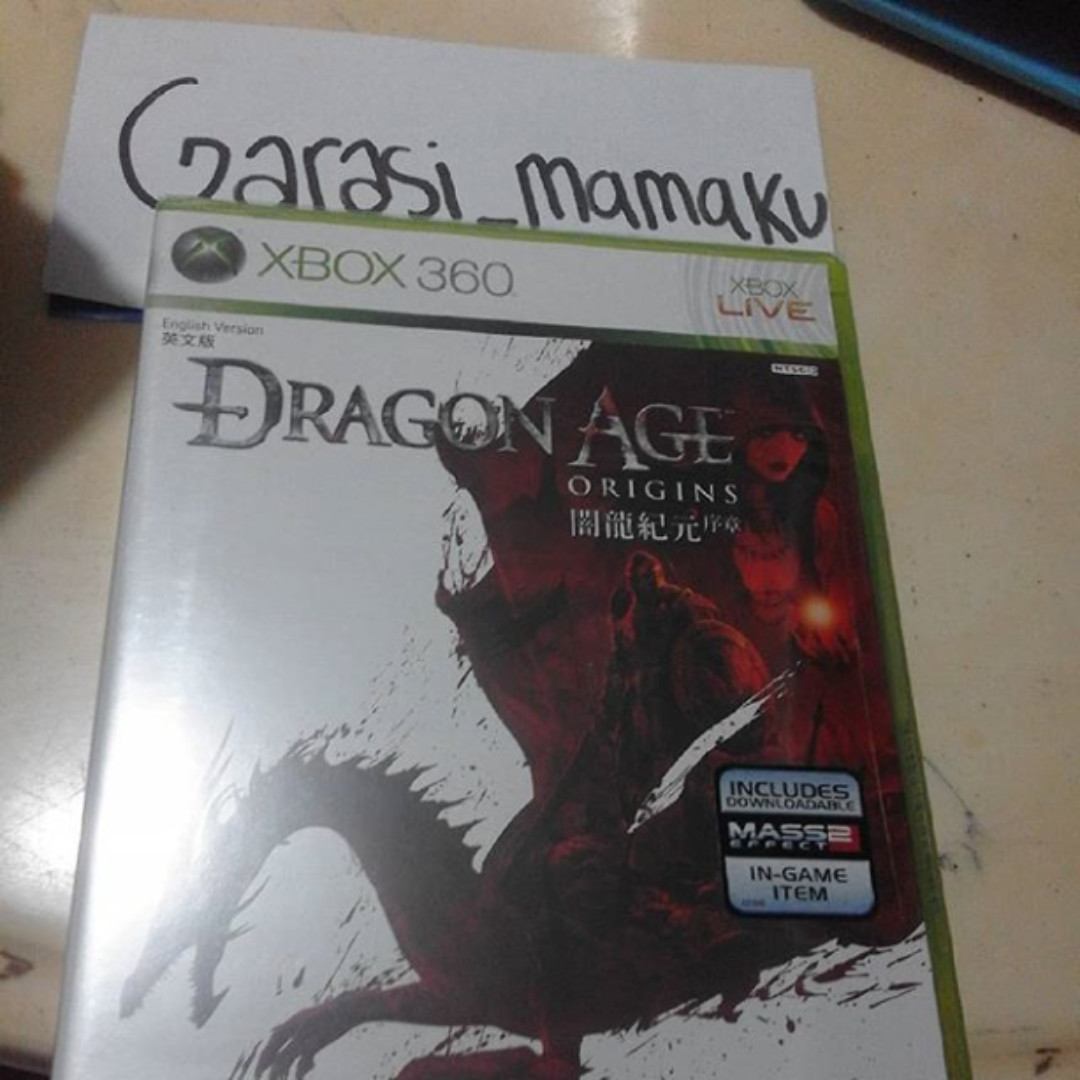 Garasi_mamaku
XBOX 360
XBOX
LIVE
English Version
英文版
NTSC-J
DRAGON AGE
ORIGINS
闇龍紀元序章
INCLUDES
DOWNLOADABLE
MASS 2
EFFECT
IN-GAME
ITEM